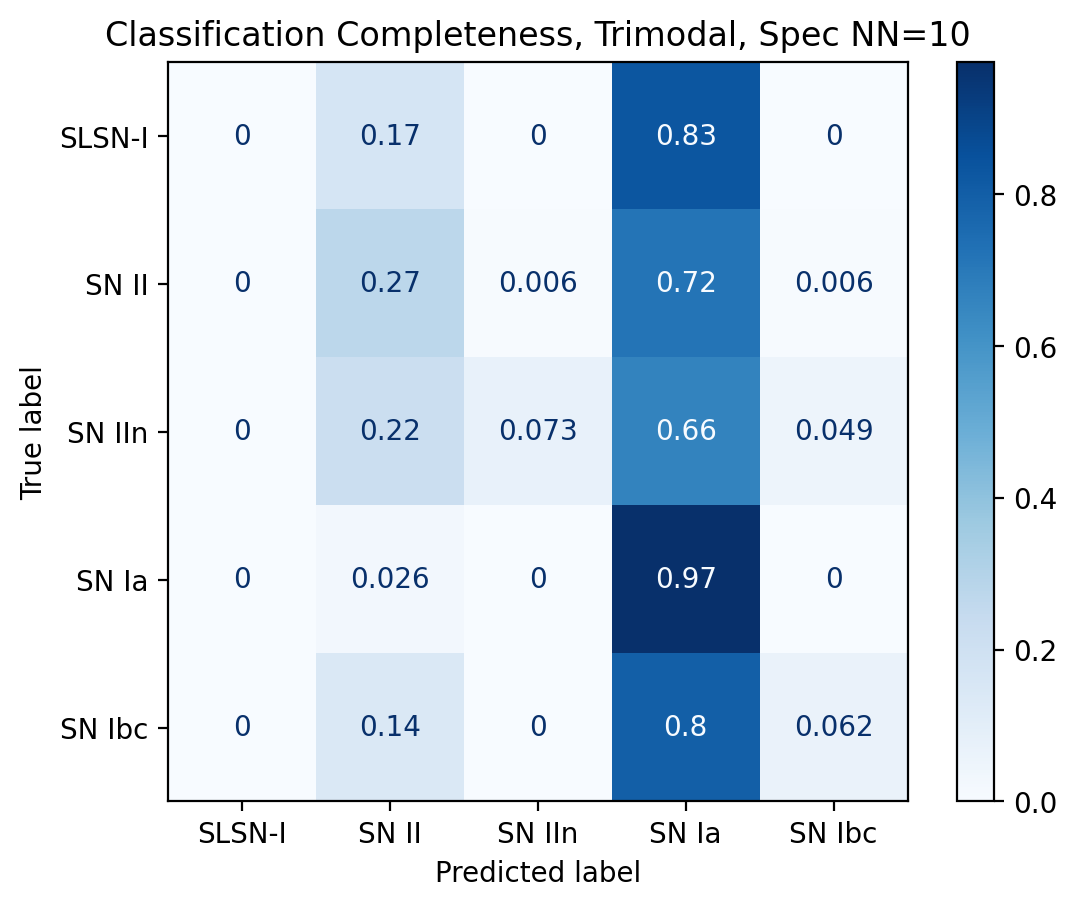 Classification Completeness, Trimodal, Spec NN=10
True label
SLSN-I 0 0.17 0 0.83 0
SN II 0 0.27 0.006 0.72 0.006
SN IIn 0 0.22 0.073 0.66 0.049
SN Ia 0 0.026 0 0.97 0
SN Ibc 0 0.14 0 0.8 0.062
SLSN-I SN II SN IIn SN Ia SN Ibc
Predicted label
0.8
0.6
0.4
0.2
0.0